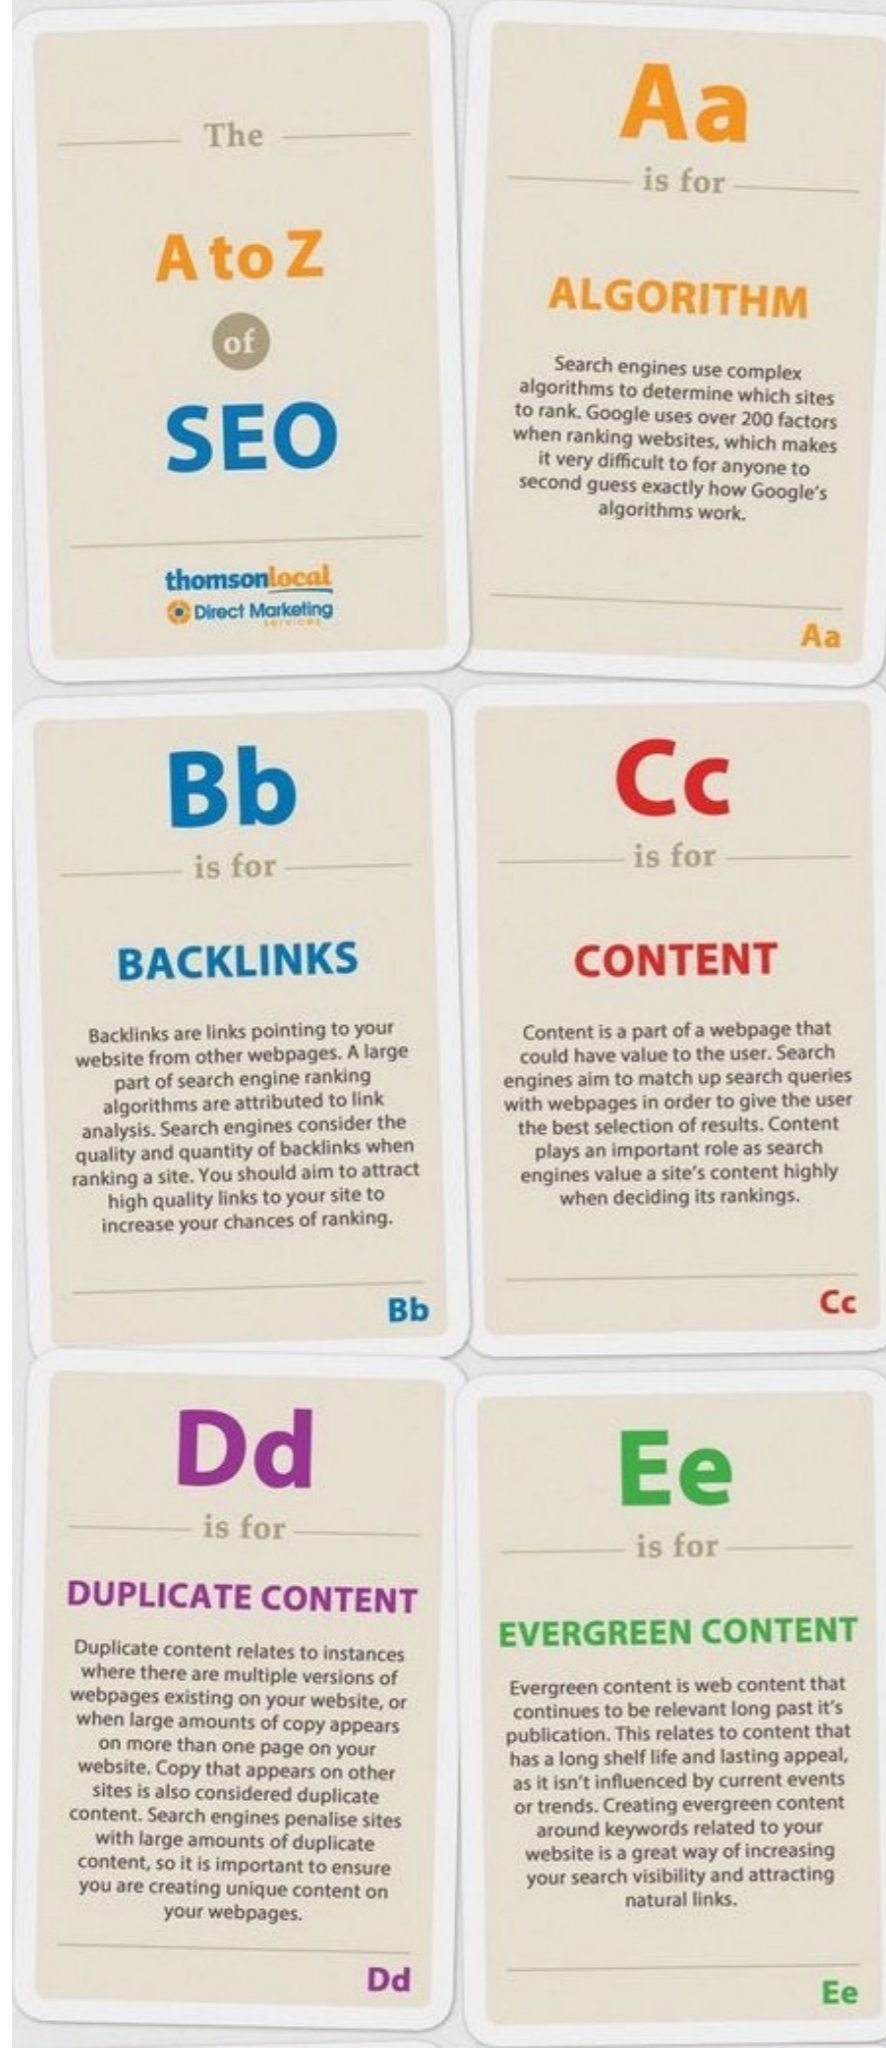 The
A to Z
of
SEO
thomsonlocal
Direct Marketing
SERVICES
Aa
is for
ALGORITHM
Search engines use complex
algorithms to determine which sites
to rank. Google uses over 200 factors
when ranking websites, which makes
it very difficult to for anyone to
second guess exactly how Google's
algorithms work.
Aa
Bb
is for
BACKLINKS
Backlinks are links pointing to your
website from other webpages. A large
part of search engine ranking
algorithms are attributed to link
analysis. Search engines consider the
quality and quantity of backlinks when
ranking a site. You should aim to attract
high quality links to your site to
increase your chances of ranking.
Bb
Cc
is for
CONTENT
Content is a part of a webpage that
could have value to the user. Search
engines aim to match up search queries
with webpages in order to give the user
the best selection of results. Content
plays an important role as search
engines value a site's content highly
when deciding its rankings.
Cc
Dd
is for
DUPLICATE CONTENT
Duplicate content relates to instances
where there are multiple versions of
webpages existing on your website, or
when large amounts of copy appears
on more than one page on your
website. Copy that appears on other
sites is also considered duplicate
content. Search engines penalise sites
with large amounts of duplicate
content, so it is important to ensure
you are creating unique content on
your webpages.
Dd
Ee
is for
EVERGREEN CONTENT
Evergreen content is web content that
continues to be relevant long past it's
publication. This relates to content that
has a long shelf life and lasting appeal,
as it isn't influenced by current events
or trends. Creating evergreen content
around keywords related to your
website is a great way of increasing
your search visibility and attracting
natural links.
Ee